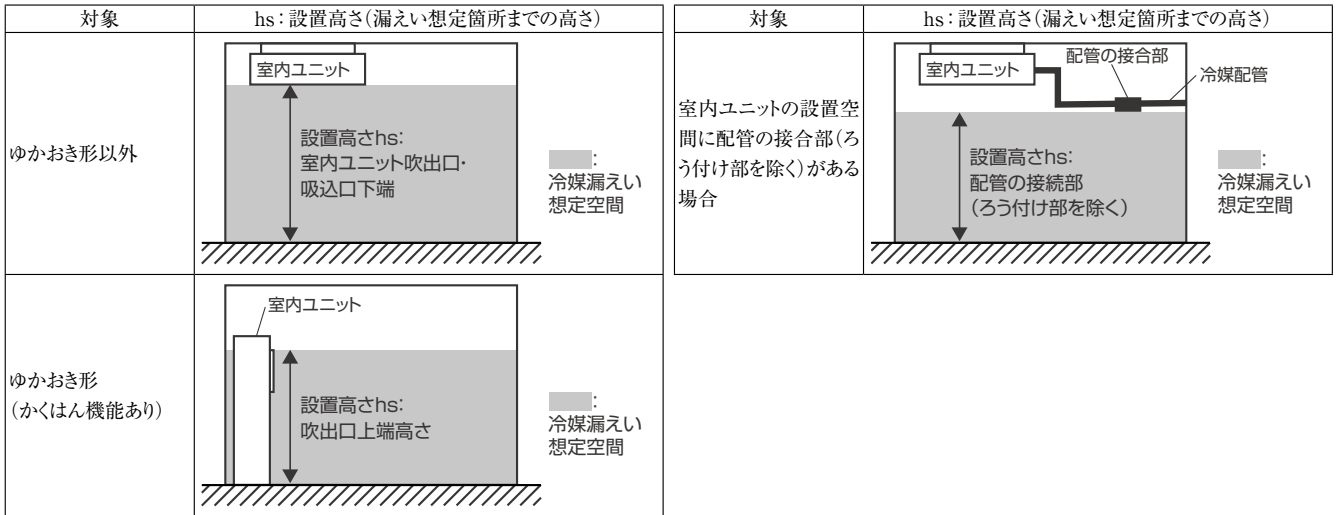 対象
hs：設置高さ（漏えい想定箇所までの高さ）
ゆかおき形以外
室内ユニット
設置高さhs：
室内ユニット吹出口・
吸込口下端
：
冷媒漏えい
想定空間
ゆかおき形
（かくはん機能あり）
室内ユニット
設置高さhs：
吹出口上端高さ
：
冷媒漏えい
想定空間
対象
hs：設置高さ（漏えい想定箇所までの高さ）
室内ユニットの設置空
間に配管の接合部（ろ
う付け部を除く）がある
場合
室内ユニット
配管の接合部
冷媒配管
設置高さhs：
配管の接続部
（ろう付け部を除く）
：
冷媒漏えい
想定空間